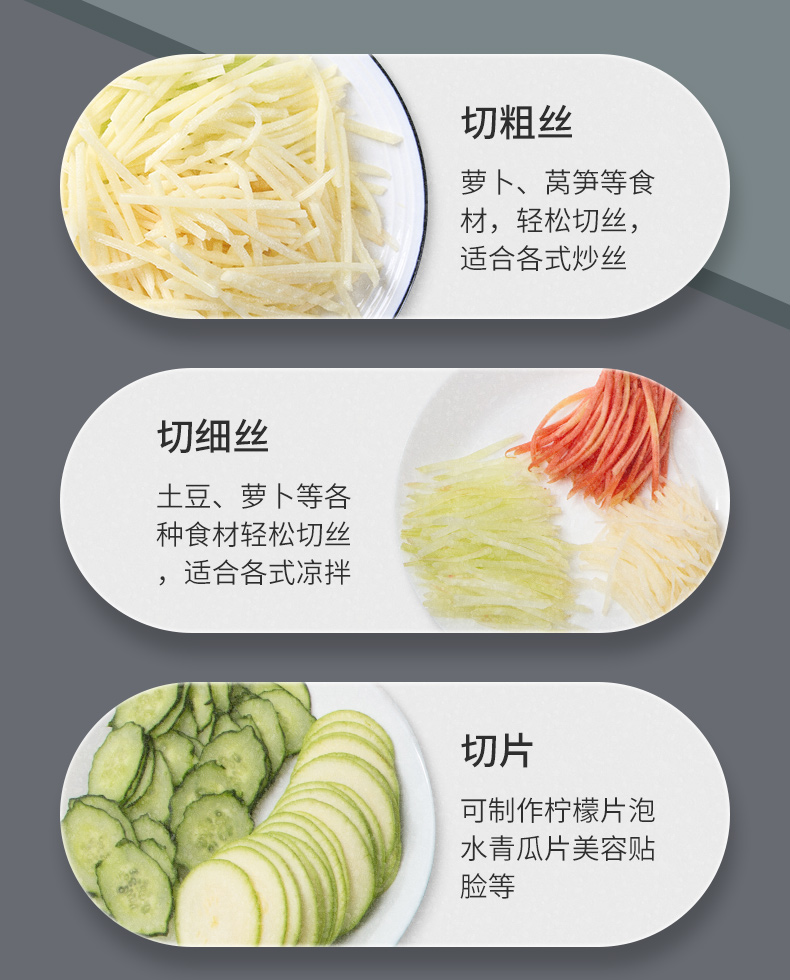 切粗丝
萝卜、莴笋等食
材，轻松切丝，
适合各式炒丝
切细丝
土豆、萝卜等各
种食材轻松切丝
，适合各式凉拌
切片
可制作柠檬片泡
水青瓜片美容贴
脸等